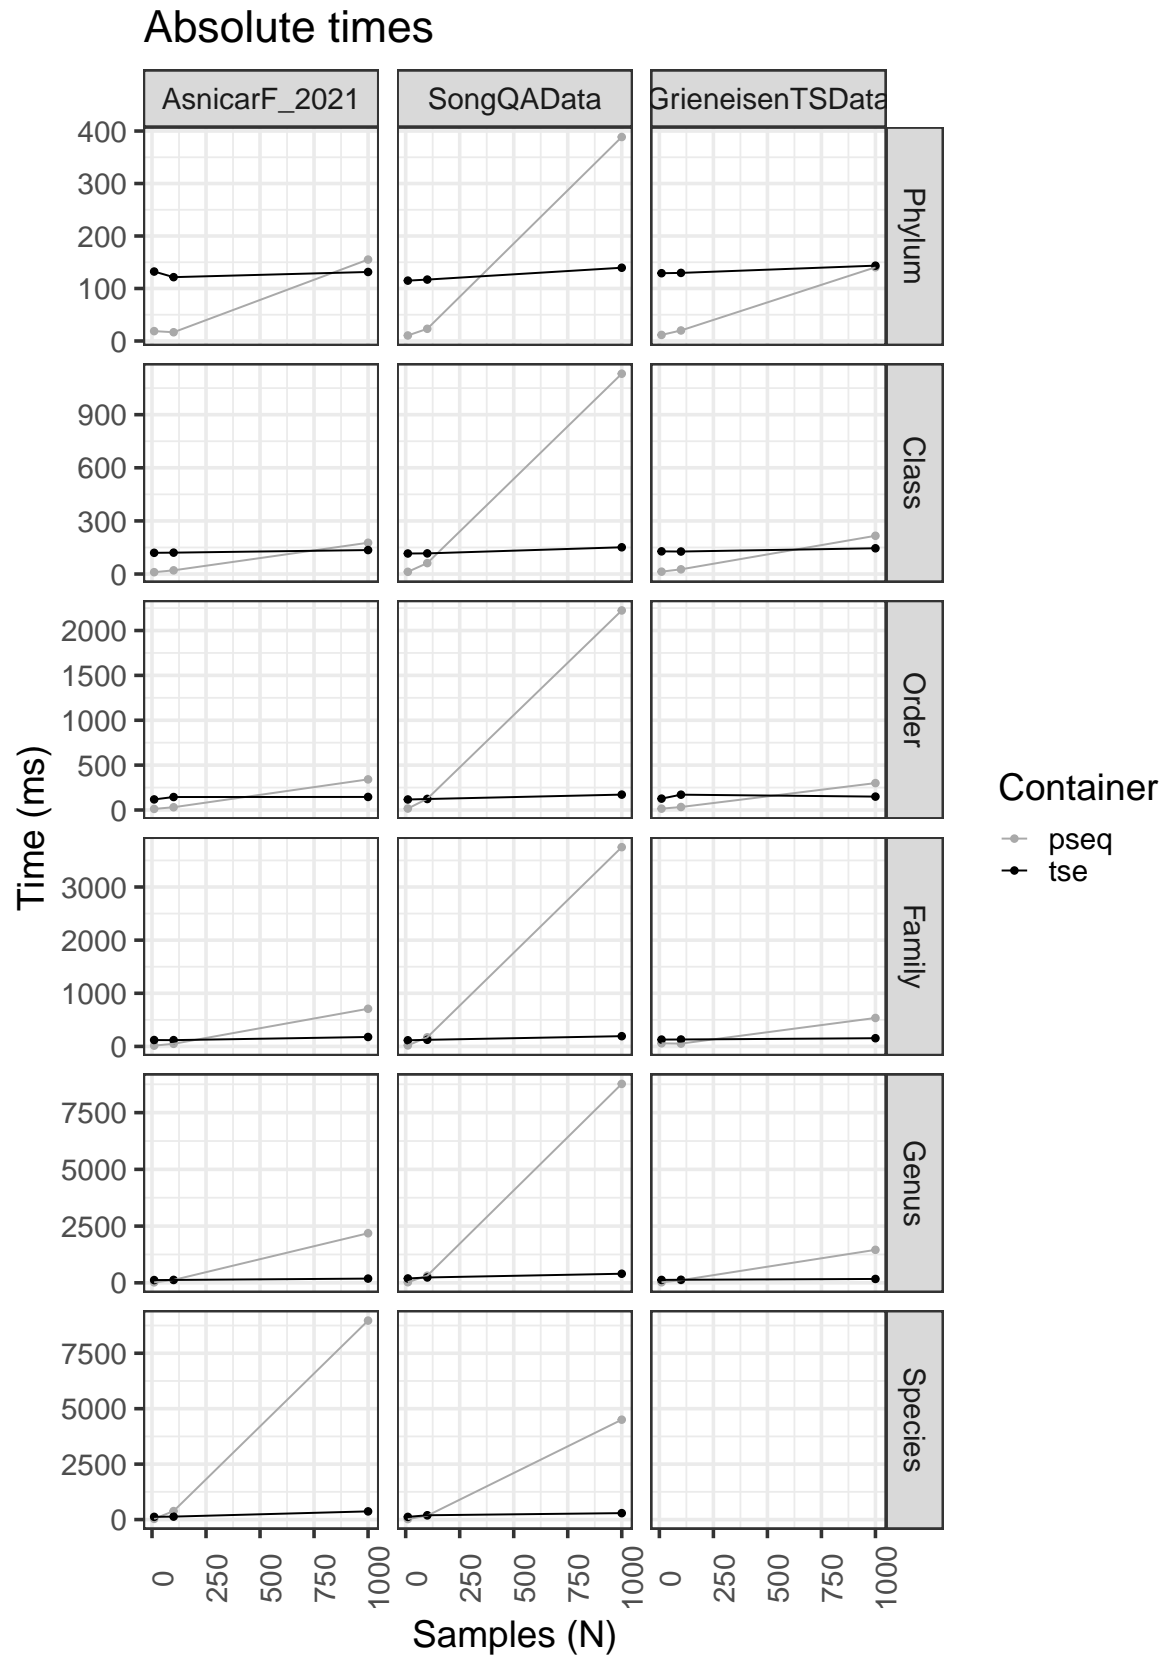 Absolute times
AsnicarF_2021 SongQAData GrieneisenTSData
400
300
200
100
0
Phylum
900
600
300
0
Class
2000
1500
1000
500
0
Order
3000
2000
1000
0
Family
7500
5000
2500
0
Genus
7500
5000
2500
0
Species
0 250 500 750 1000 0 250 500 750 1000 0 250 500 750 1000
Samples (N)
Time (ms)
Container
pseq
tse